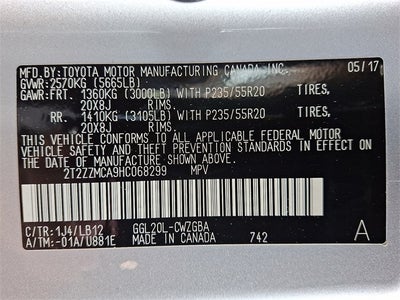 MFD.BY:TOYOTA MOTOR MANUFACTURING CANADA INC. 05/17
GVWR:2570KG (5665LB)
GAWR:FRT. 1360KG (3000LB) WITH P235/55R20 TIRES,
20X8J RIMS.
RR. 1410KG (3105LB) WITH P235/55R20 TIRES,
20X8J RIMS.
THIS VEHICLE CONFORMS TO ALL APPLICABLE FEDERAL MOTOR
VEHICLE SAFETY AND THEFT PREVENTION STANDARDS IN EFFECT ON
THE DATE OF MANUFACTURE SHOWN ABOVE.
2T2ZZMCA9HC068299 MPV
C/TR:1J4/LB12 GGL20L-CWZGBA
A/TM:-01A/U881E MADE IN CANADA 742 A